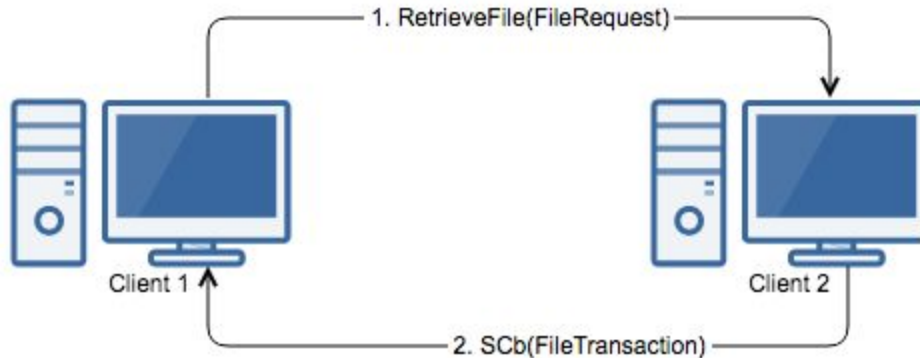 1. RetrieveFile(FileRequest)
Client 1
Client 2
2. SCb(FileTransaction)